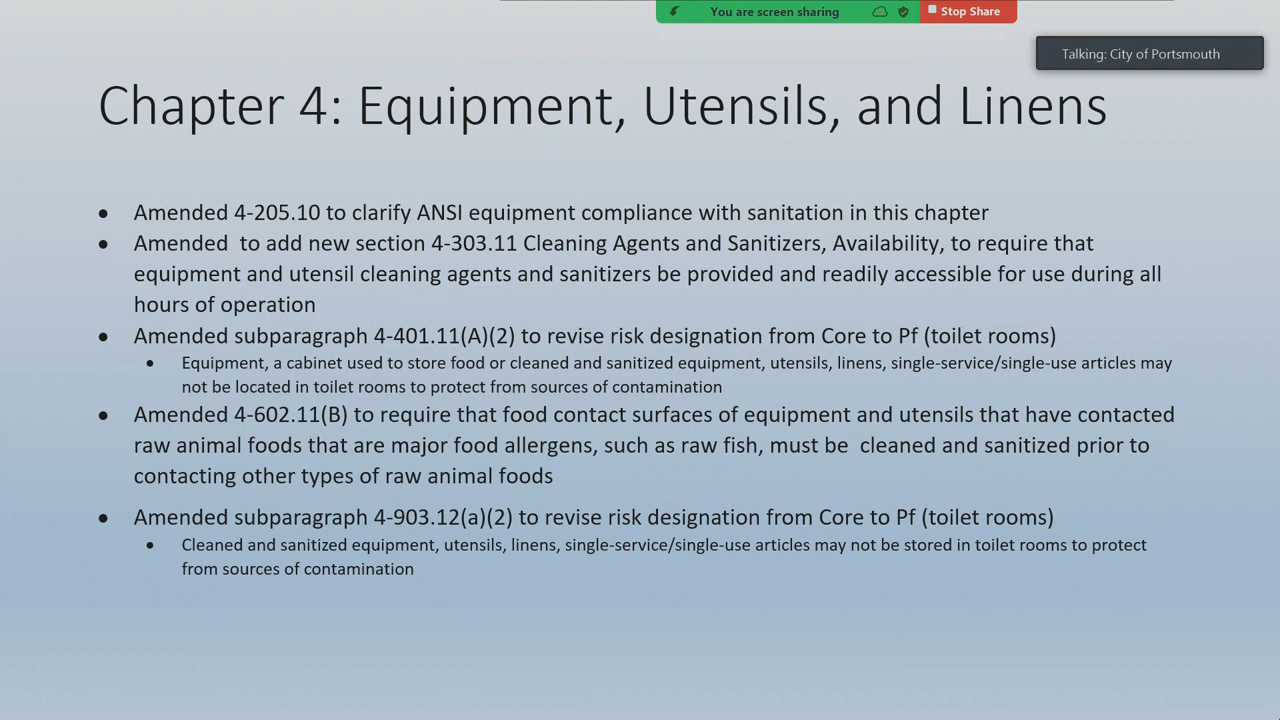 You are screen sharing
Stop Share
Talking: City of Portsmouth
Chapter 4: Equipment, Utensils, and Linens
• Amended 4-205.10 to clarify ANSI equipment compliance with sanitation in this chapter
• Amended  to add new section 4-303.11 Cleaning Agents and Sanitizers, Availability, to require that
equipment and utensil cleaning agents and sanitizers be provided and readily accessible for use during all
hours of operation
• Amended subparagraph 4-401.11(A)(2) to revise risk designation from Core to Pf (toilet rooms)
• Equipment, a cabinet used to store food or cleaned and sanitized equipment, utensils, linens, single-service/single-use articles may
not be located in toilet rooms to protect from sources of contamination
• Amended 4-602.11(B) to require that food contact surfaces of equipment and utensils that have contacted
raw animal foods that are major food allergens, such as raw fish, must be  cleaned and sanitized prior to
contacting other types of raw animal foods
• Amended subparagraph 4-903.12(a)(2) to revise risk designation from Core to Pf (toilet rooms)
• Cleaned and sanitized equipment, utensils, linens, single-service/single-use articles may not be stored in toilet rooms to protect
from sources of contamination